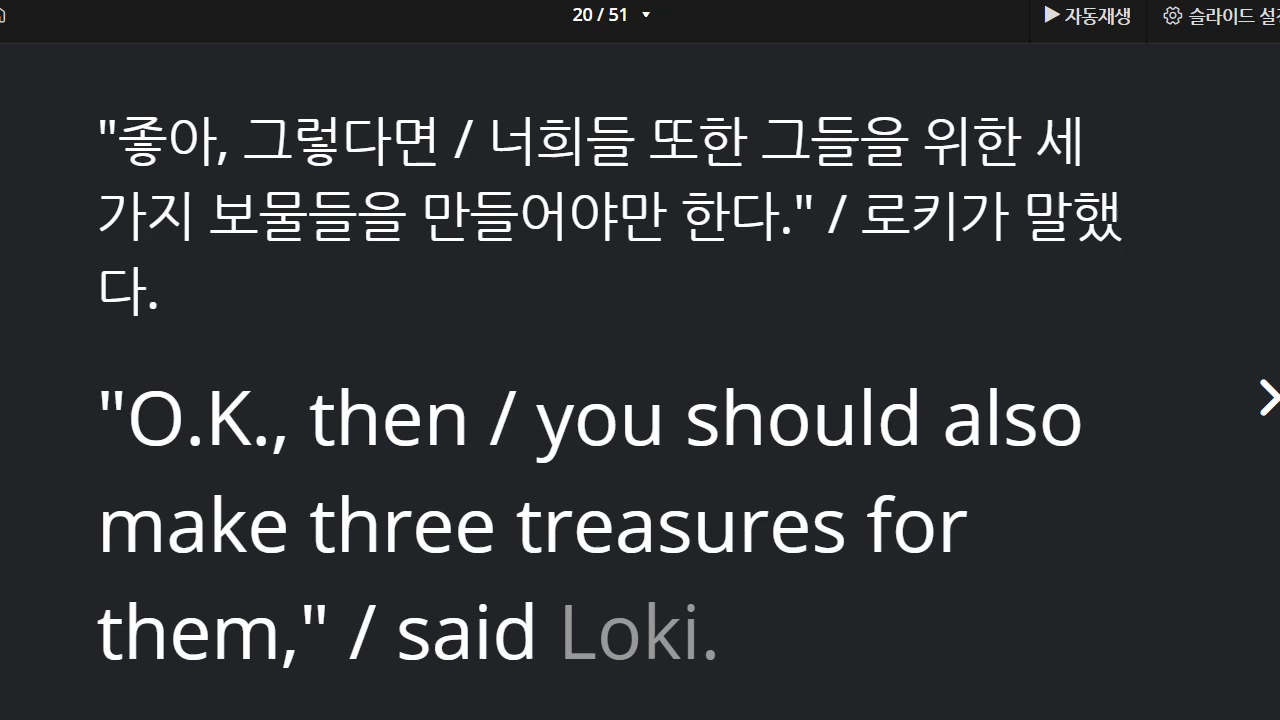 20 / 51
자동재생
슬라이드 설정
"좋아, 그렇다면 / 너희들 또한 그들을 위한 세
가지 보물들을 만들어야만 한다." / 로키가 말했
다.
"O.K., then / you should also
make three treasures for
them," / said Loki.